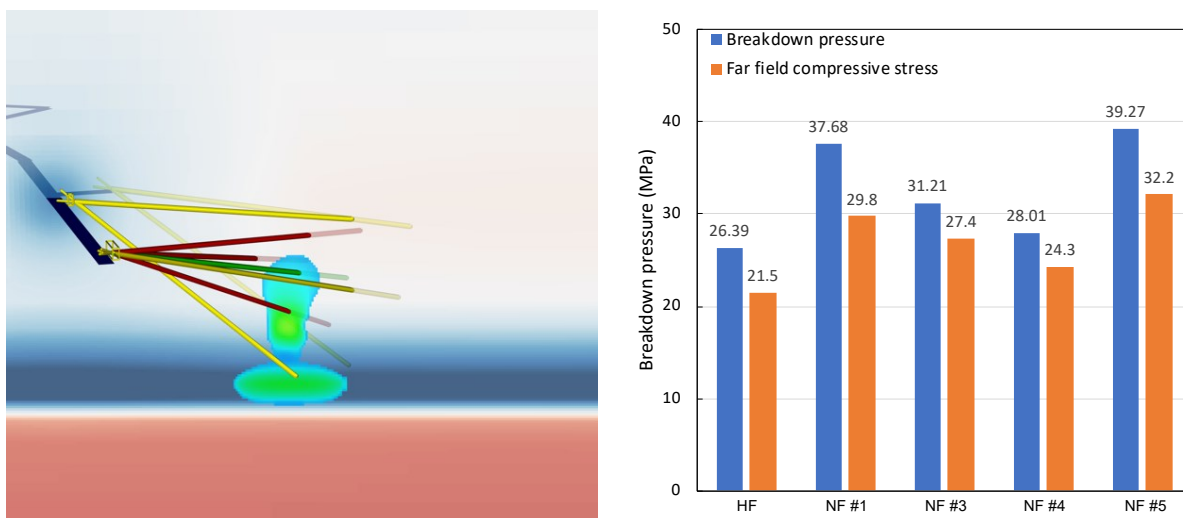 50
Breakdown pressure
Far field compressive stress
39.27
40
37.68
32.2
31.21
29.8
30
28.01
27.4
26.39
24.3
21.5
20
10
0
Breakdown pressure (MPa)
HF
NF #1
NF #3
NF #4
NF #5